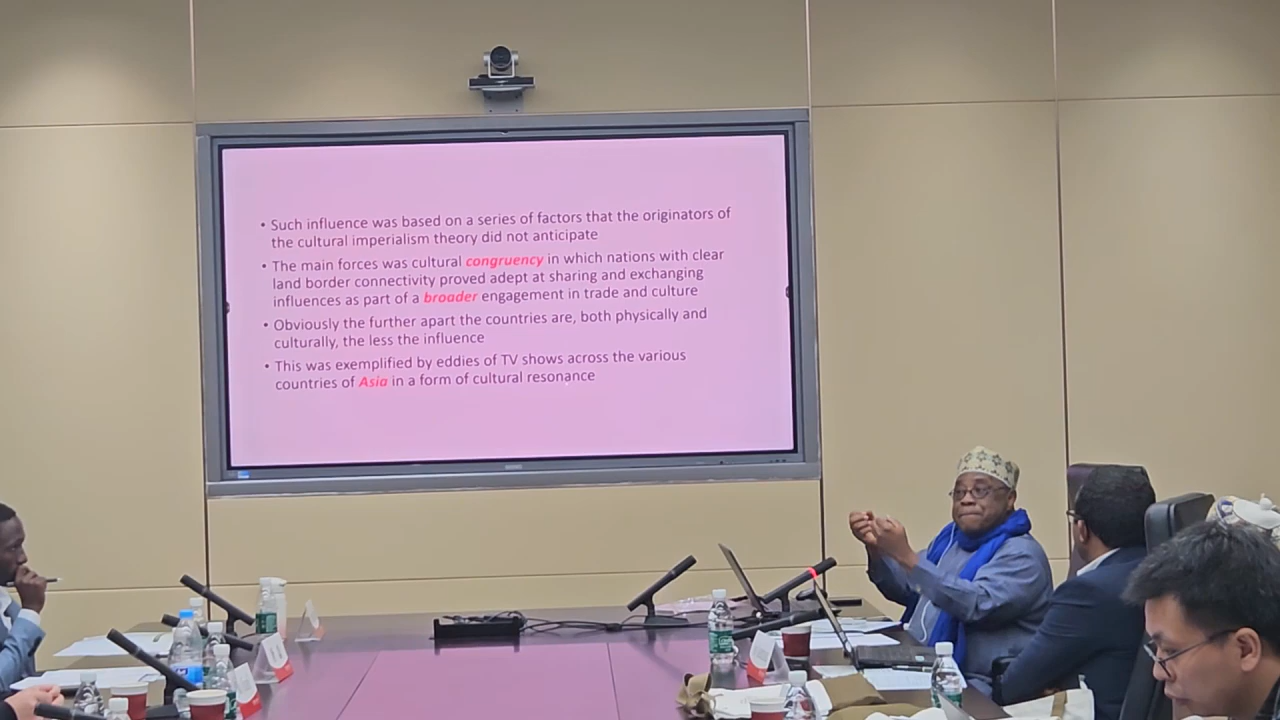 • Such influence was based on a series of factors that the originators of
the cultural imperialism theory did not anticipate
• The main forces was cultural congruency in which nations with clear
land border connectivity proved adept at sharing and exchanging
influences as part of a broader engagement in trade and culture
• Obviously the further apart the countries are, both physically and
culturally, the less the influence
• This was exemplified by eddies of TV shows across the various
countries of Asia in a form of cultural resonance